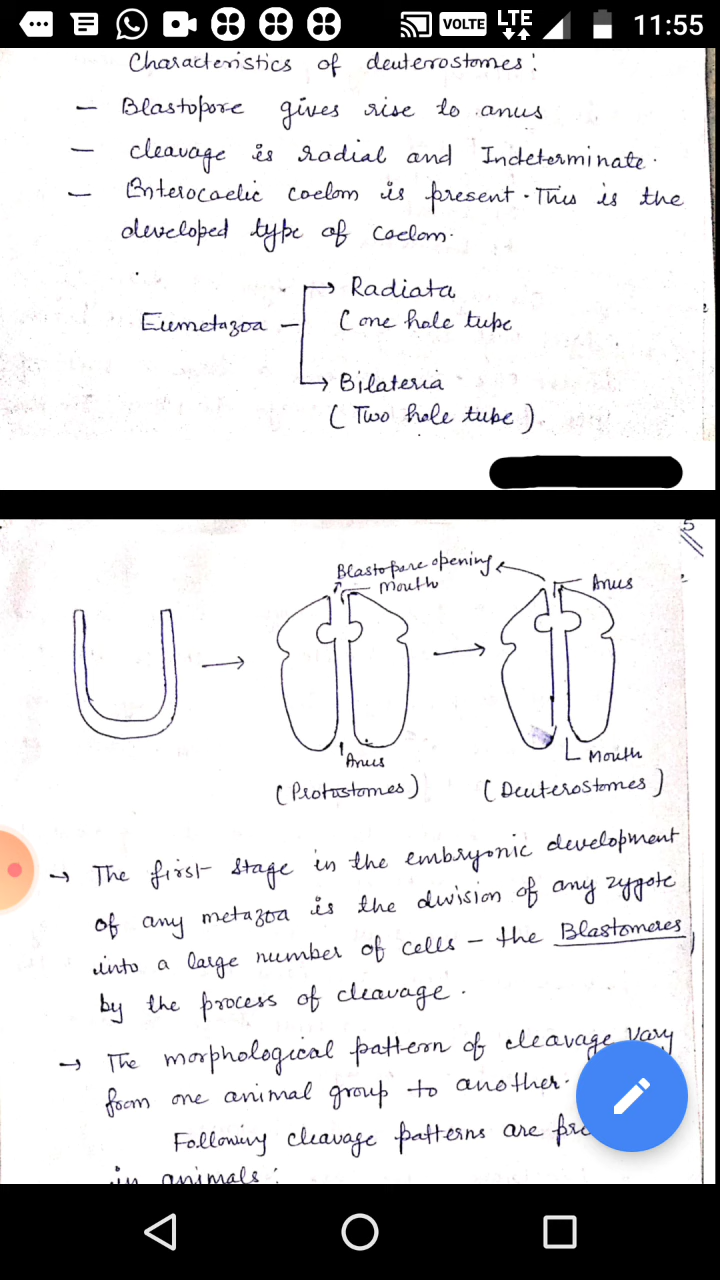 VOLTE LTE 11:55
Characteristics of deuterostomes:
– Blastopore gives rise to anus
– cleavage is radial and Indeterminate.
– Enterocaelic coelom is present. This is the
developed type of coelom.
Eumetazoa – → Radiata
( one hole tube
→ Bilateria
( Two hole tube )
5
Blastopore opening
Mouth
Anus
Anus
Mouth
(Protostomes)
(Deuterostomes)
→ The first stage in the embryonic development
of any metazoa is the division of any zygote
into a large number of cells – the Blastomeres
by the process of cleavage.
→ The morphological pattern of cleavage vary
from one animal group to another.
Following cleavage patterns are
in animals: